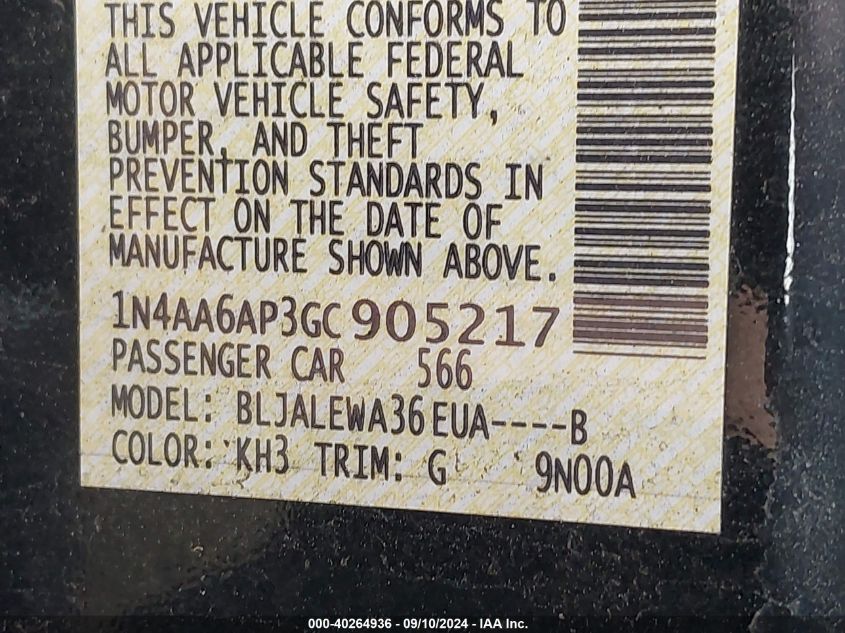 THIS VEHICLE CONFORMS TO
ALL APPLICABLE FEDERAL
MOTOR VEHICLE SAFETY,
BUMPER, AND THEFT
PREVENTION STANDARDS IN
EFFECT ON THE DATE OF
MANUFACTURE SHOWN ABOVE.
1N4AA6AP3GC905217
PASSENGER CAR 566
MODEL: BLJALEWA36EUA----B
COLOR: KH3 TRIM: G 9N00A
000-40264936 - 09/10/2024 - IAA Inc.